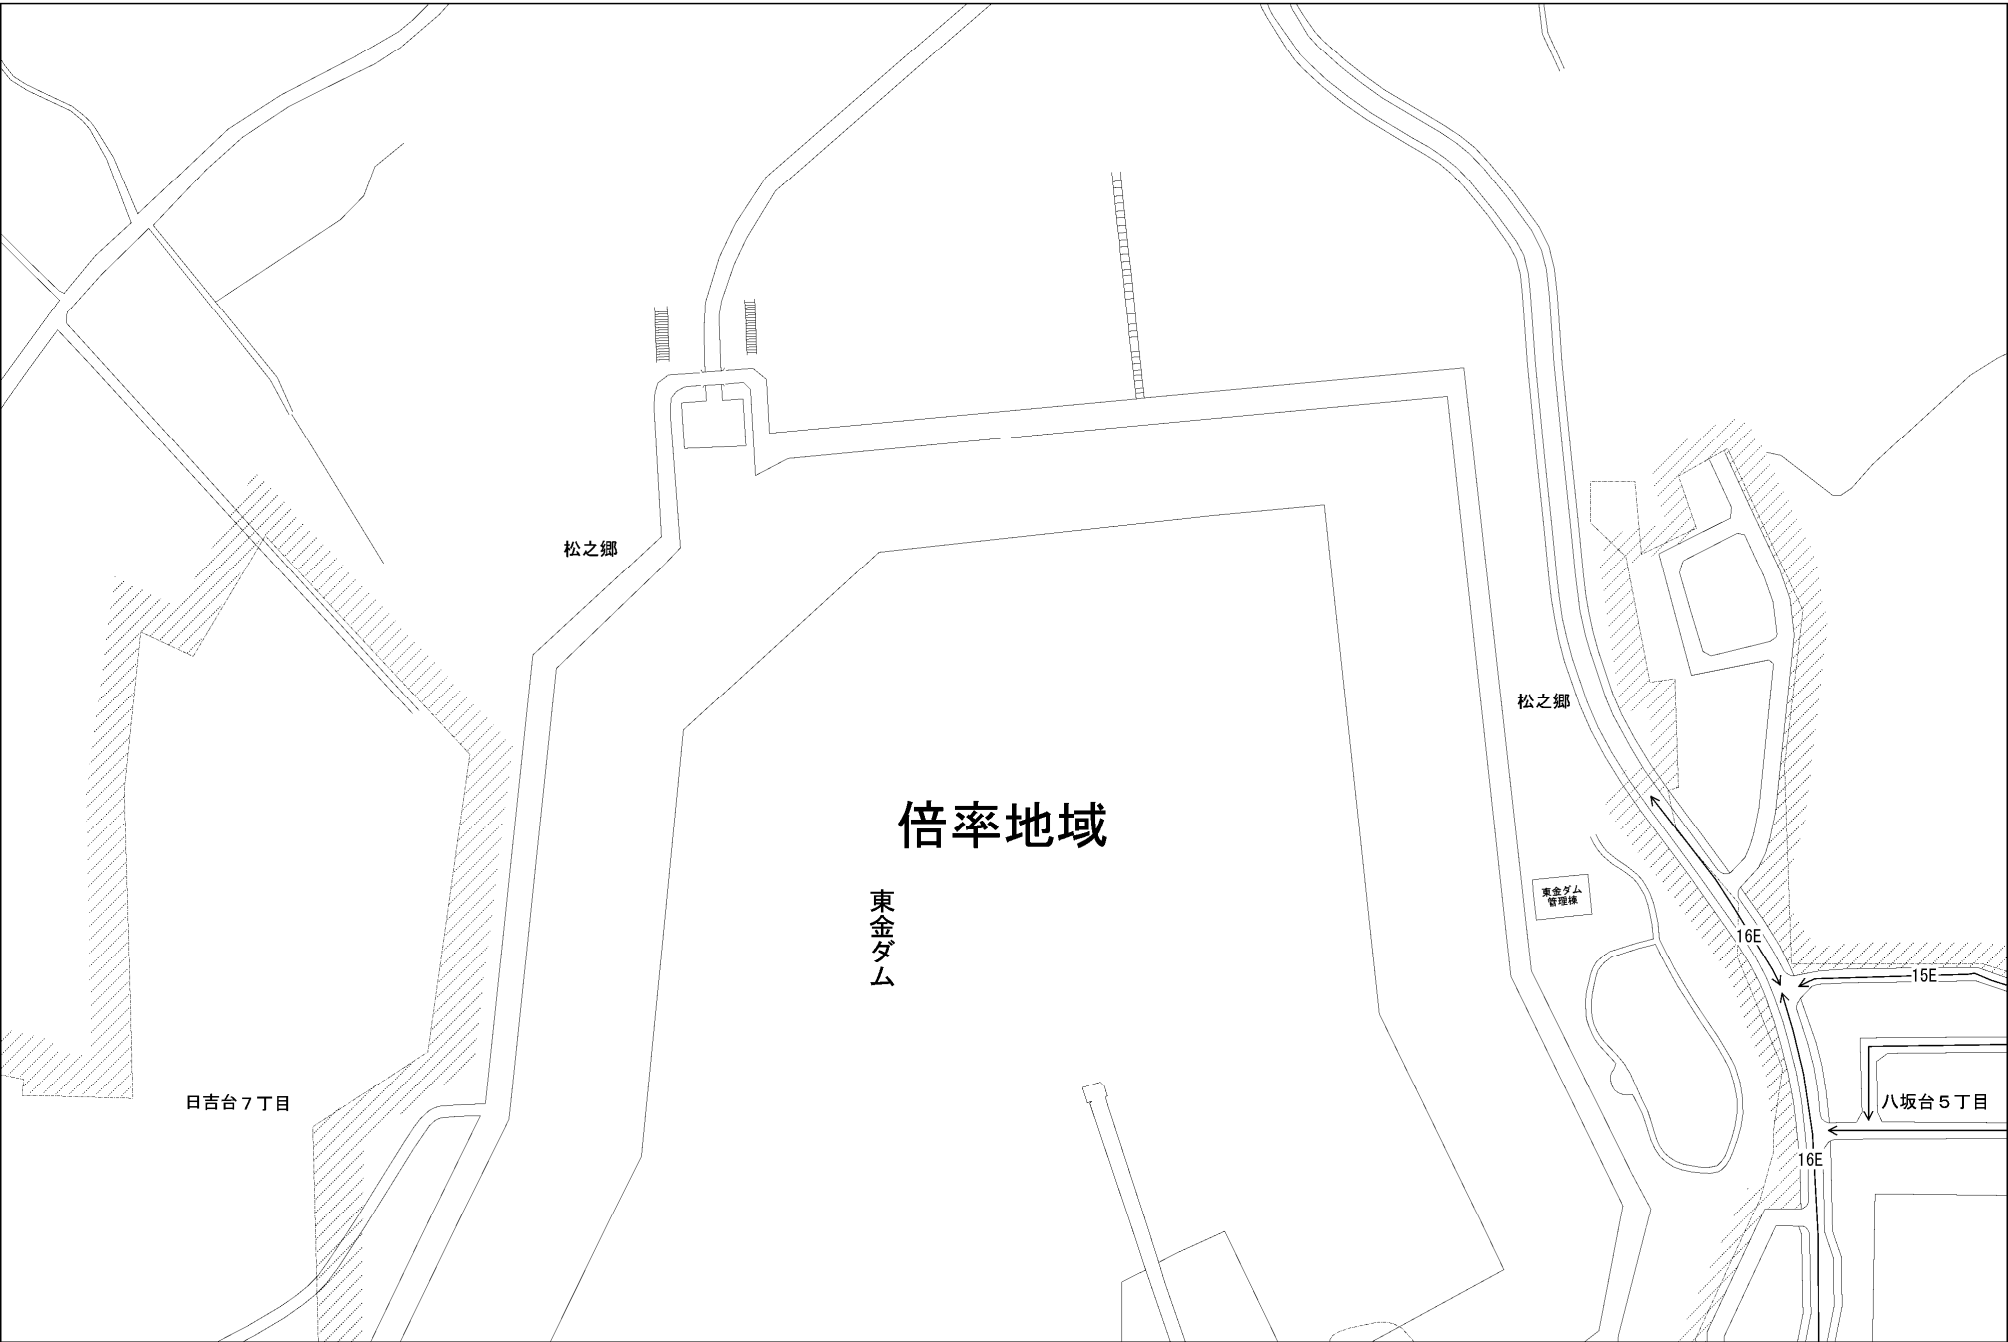 松之郷
松之郷
倍率地域
東金ダム
東金ダム
管理棟
16E
15E
日吉台７丁目
八坂台５丁目
16E